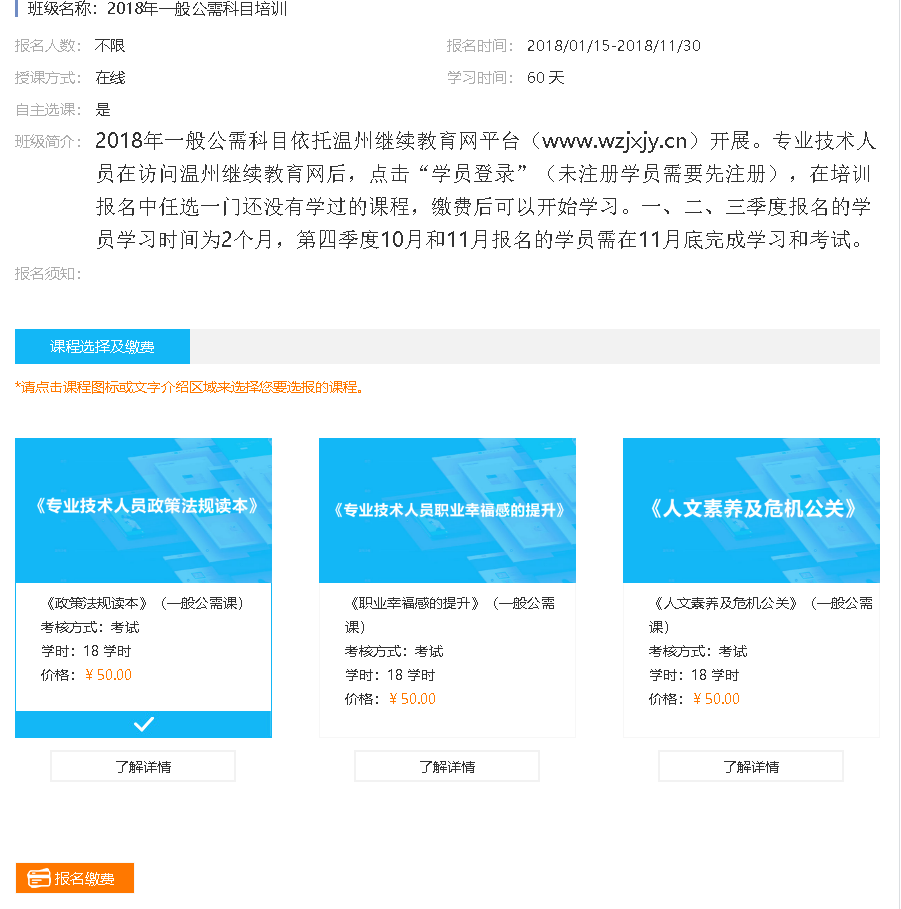 班级名称：2018年一般公需科目培训
报名人数： 不限
报名时间： 2018/01/15-2018/11/30
授课方式： 在线
学习时间： 60 天
自主选课： 是
班级简介： 2018年一般公需科目依托温州继续教育网平台（www.wzjxjy.cn）开展。专业技术人
员在访问温州继续教育网后，点击“学员登录”（未注册学员需要先注册），在培训
报名中任选一门还没有学过的课程，缴费后可以开始学习。一、二、三季度报名的学
员学习时间为2个月，第四季度10月和11月报名的学员需在11月底完成学习和考试。
报名须知：
课程选择及缴费
*请点击课程图标或文字介绍区域来选择您要选报的课程。
《专业技术人员政策法规读本》
《政策法规读本》（一般公需课）
考核方式：考试
学时：18 学时
价格：￥50.00
了解详情
《专业技术人员职业幸福感的提升》
《职业幸福感的提升》（一般公需
课）
考核方式：考试
学时：18 学时
价格：￥50.00
了解详情
《人文素养及危机公关》
《人文素养及危机公关》（一般公需
课）
考核方式：考试
学时：18 学时
价格：￥50.00
了解详情
报名缴费